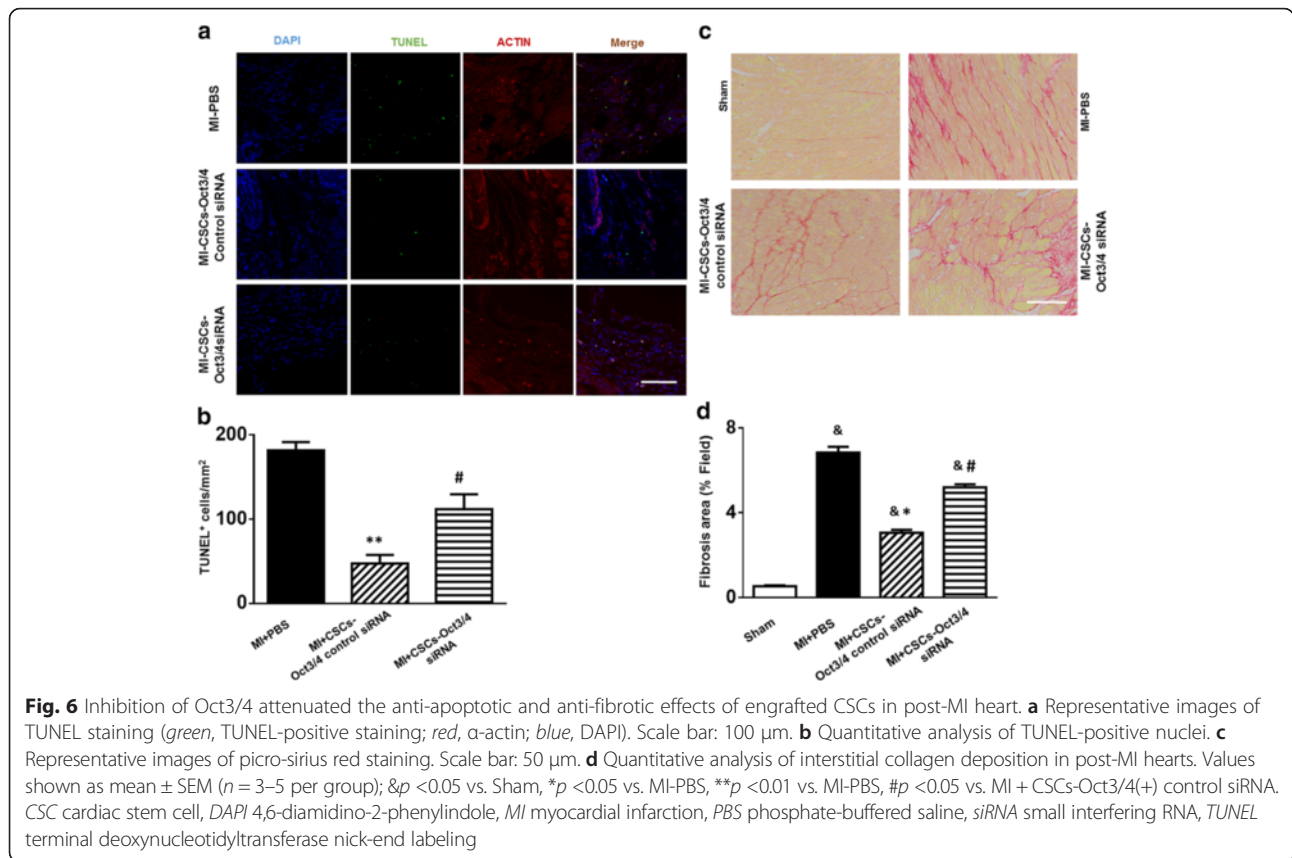 a
DAPI
TUNEL
ACTIN
Merge
MI-PBS
MI-CSCs-Oct3/4
Control siRNA
MI-CSCs-
Oct3/4siRNA
c
Sham
MI-PBS
MI-CSCs-Oct3/4
control siRNA
MI-CSCs-
Oct3/4 siRNA
b
TUNEL⁺ cells/mm²
200
100
0
**
#
MI+PBS
MI+CSCs-
Oct3/4 control siRNA
MI+CSCs-Oct3/4
siRNA
d
Fibrosis area (% Field)
8
4
0
&
& *
& #
Sham
MI+PBS
MI+CSCs-
Oct3/4 control siRNA
MI+CSCs-Oct3/4
siRNA
Fig. 6 Inhibition of Oct3/4 attenuated the anti-apoptotic and anti-fibrotic effects of engrafted CSCs in post-MI heart. a Representative images of
TUNEL staining (green, TUNEL-positive staining; red, α-actin; blue, DAPI). Scale bar: 100 μm. b Quantitative analysis of TUNEL-positive nuclei. c
Representative images of picro-sirius red staining. Scale bar: 50 μm. d Quantitative analysis of interstitial collagen deposition in post-MI hearts. Values
shown as mean ± SEM (n = 3–5 per group); &p <0.05 vs. Sham, *p <0.05 vs. MI-PBS, **p <0.01 vs. MI-PBS, #p <0.05 vs. MI + CSCs-Oct3/4(+) control siRNA.
CSC cardiac stem cell, DAPI 4,6-diamidino-2-phenylindole, MI myocardial infarction, PBS phosphate-buffered saline, siRNA small interfering RNA, TUNEL
terminal deoxynucleotidyltransferase nick-end labeling